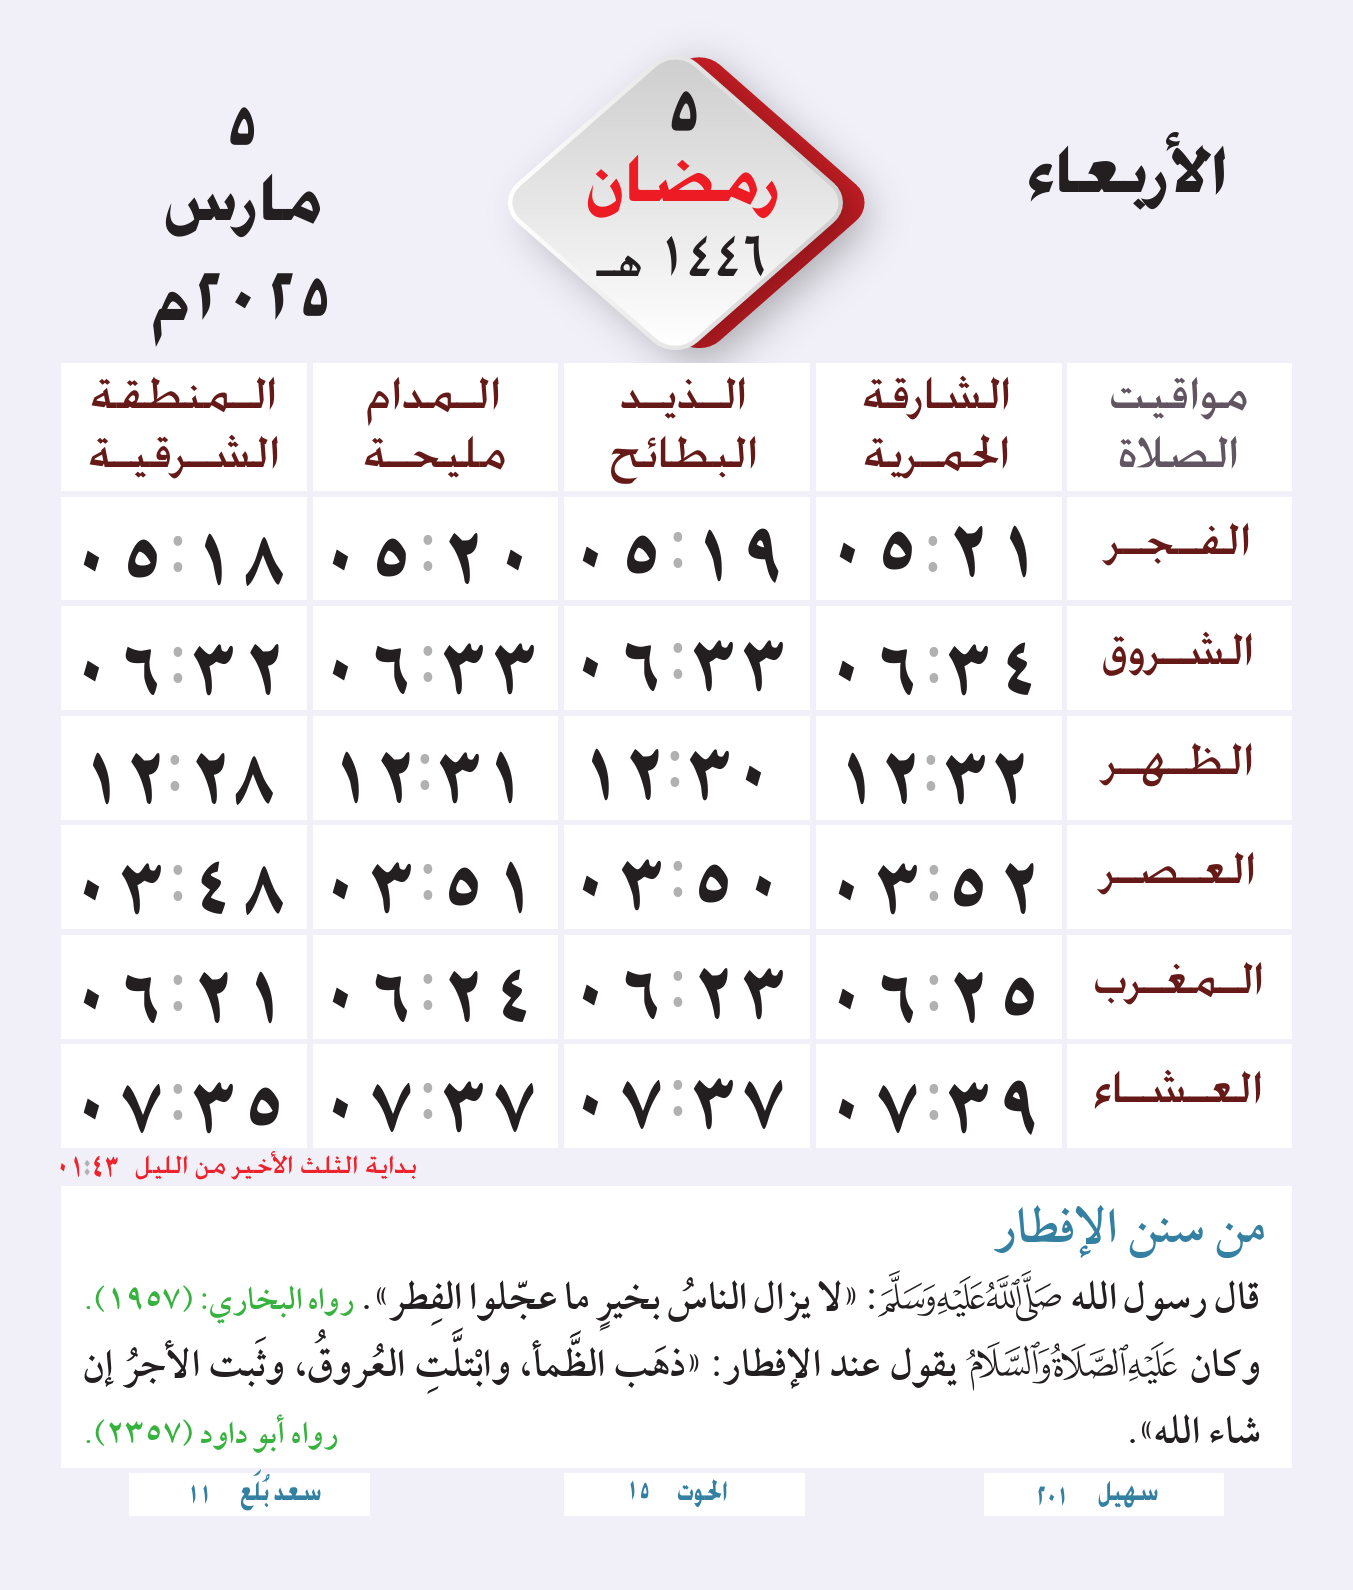 الأربعاء
٥
رمضان
١٤٤٦ هـ
٥
مارس
٢٠٢٥م
مواقيت الصلاة
الشارقة الحمرية
الذيد البطائح
المدام مليحة
المنطقة الشرقية
الفجر ٠٥:٢١ ٠٥:١٩ ٠٥:٢٠ ٠٥:١٨
الشروق ٠٦:٣٤ ٠٦:٣٣ ٠٦:٣٣ ٠٦:٣٢
الظهر ١٢:٣٢ ١٢:٣٠ ١٢:٣١ ١٢:٢٨
العصر ٠٣:٥٢ ٠٣:٥٠ ٠٣:٥١ ٠٣:٤٨
المغرب ٠٦:٢٥ ٠٦:٢٣ ٠٦:٢٤ ٠٦:٢١
العشاء ٠٧:٣٩ ٠٧:٣٧ ٠٧:٣٧ ٠٧:٣٥
بداية الثلث الأخير من الليل ٠١:٤٣
من سنن الإفطار
قال رسول الله صَلَّى ٱللَّهُ عَلَيْهِ وَسَلَّمَ: «لا يزال الناسُ بخيرٍ ما عجّلوا الفِطر». رواه البخاري: (١٩٥٧).
وكان عَلَيْهِ ٱلصَّلَاةُ وَٱلسَّلَامُ يقول عند الإفطار: «ذهَب الظَّمأ، وابْتلَّتِ العُروقُ، وثَبت الأجرُ إن
شاء الله». رواه أبو داود (٢٣٥٧).
سهيل ٢٠١
الحوت ١٥
سعد بُلَع ١١